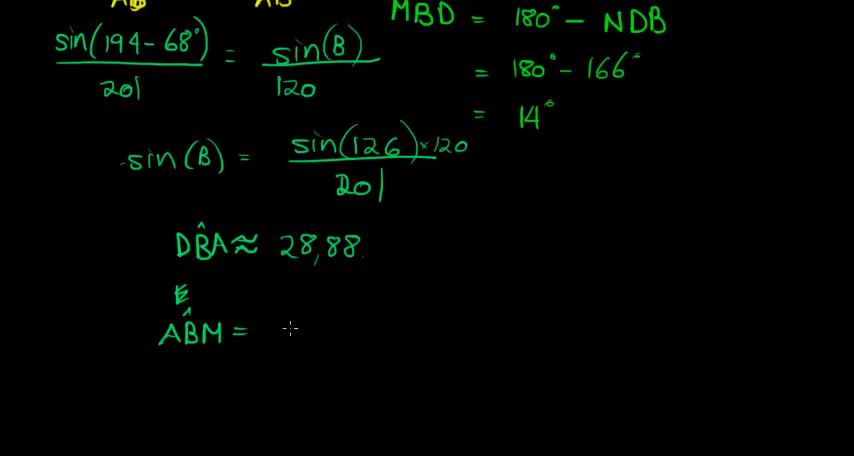 sin(194-68°) = sin(B)
201 120
sin(B) = sin(126)×120
201
DB̂A ≈ 28,88.
AB̂M =
MBD = 180° - NDB
= 180° - 166°
= 14°